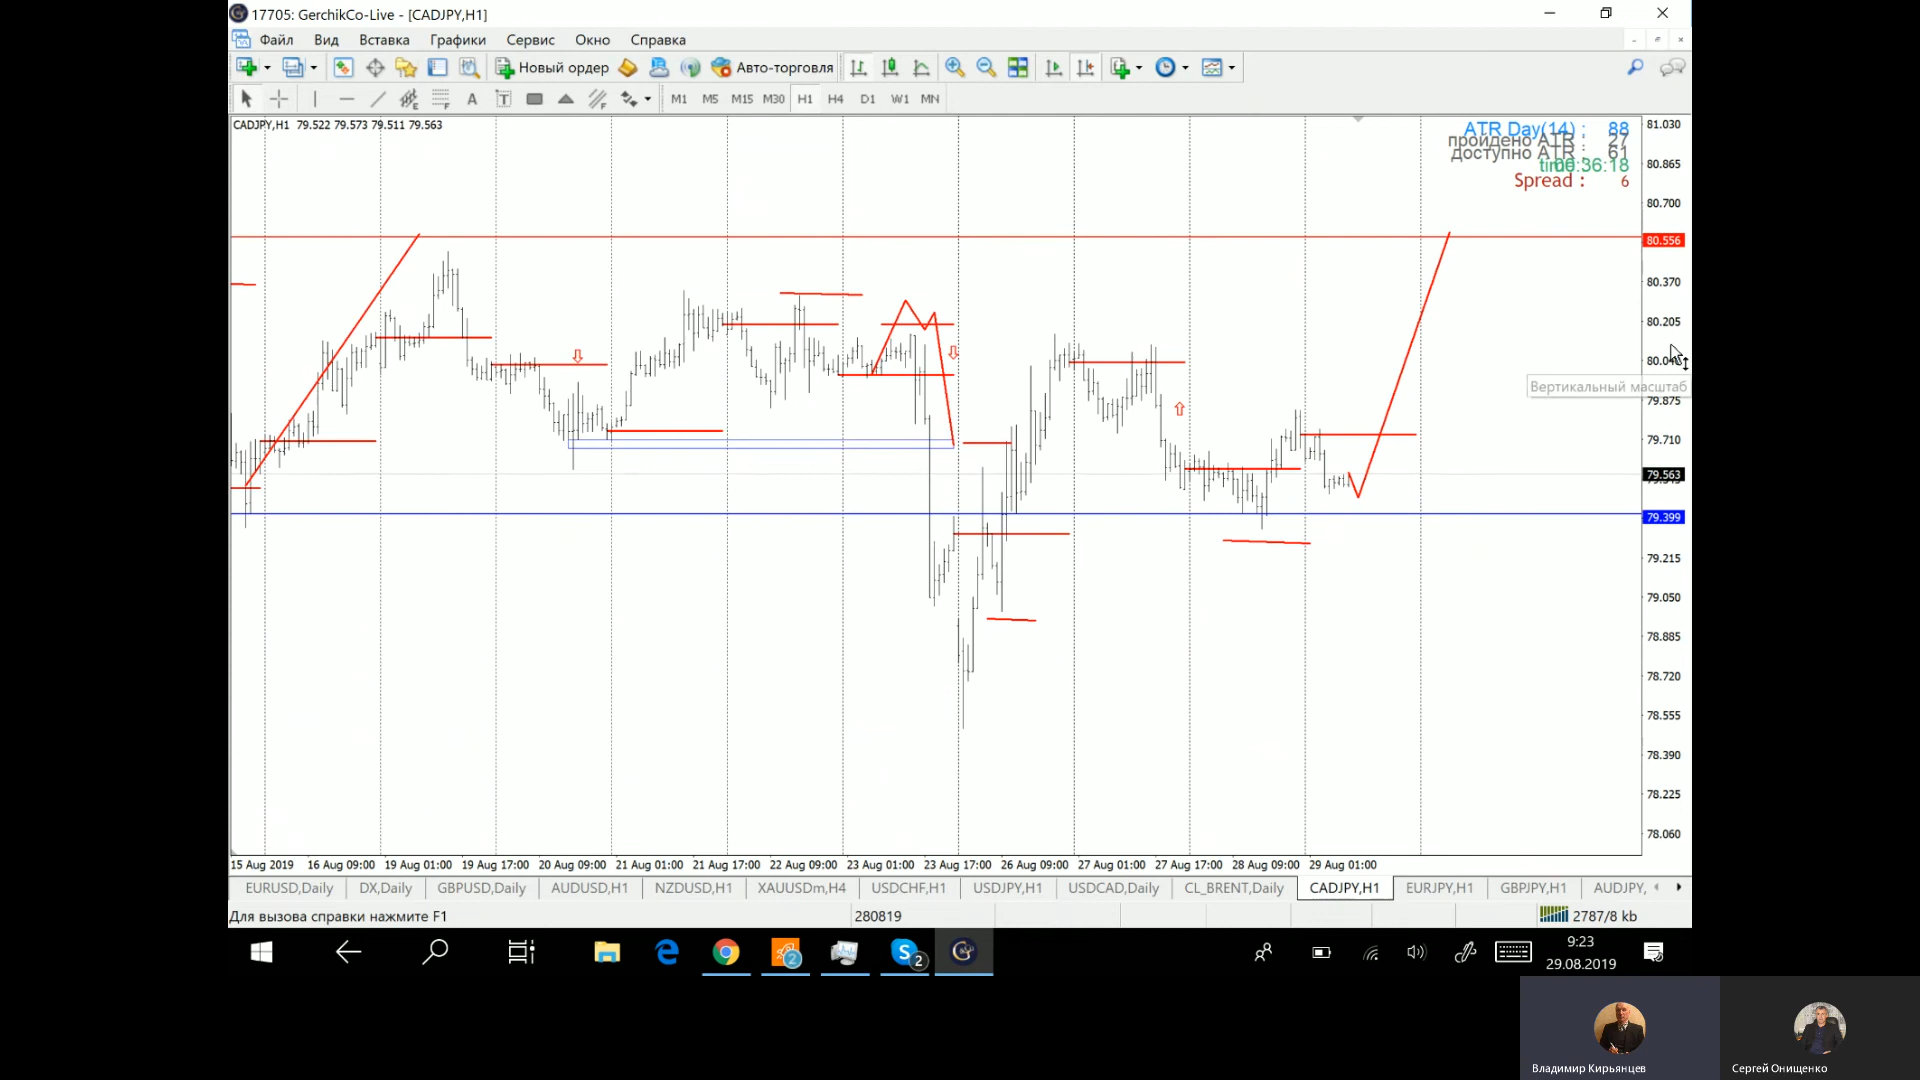 17705: GerchikCo-Live - [CADJPY,H1]
Файл Вид Вставка Графики Сервис Окно Справка
Новый ордер Авто-торговля
A T M1 M5 M15 M30 H1 H4 D1 W1 MN
CADJPY,H1 79.522 79.573 79.511 79.563
ATR Day(14) : 88
пройдено ATR : 27
доступно ATR : 61
36:18
Spread : 6
81.030
80.865
80.700
80.556
80.370
80.205
80.040
Вертикальный масштаб
79.875
79.710
79.563
79.399
79.215
79.050
78.885
78.720
78.555
78.390
78.225
78.060
15 Aug 2019 16 Aug 09:00 19 Aug 01:00 19 Aug 17:00 20 Aug 09:00 21 Aug 01:00 21 Aug 17:00 22 Aug 09:00 23 Aug 01:00 23 Aug 17:00 26 Aug 09:00 27 Aug 01:00 27 Aug 17:00 28 Aug 09:00 29 Aug 01:00
EURUSD,Daily DX,Daily GBPUSD,Daily AUDUSD,H1 NZDUSD,H1 XAUUSDm,H4 USDCHF,H1 USDJPY,H1 USDCAD,Daily CL_BRENT,Daily CADJPY,H1 EURJPY,H1 GBPJPY,H1 AUDJPY,
Для вызова справки нажмите F1 280819 2787/8 kb
2 2 9:23
29.08.2019
Владимир Кирьянцев Сергей Онищенко